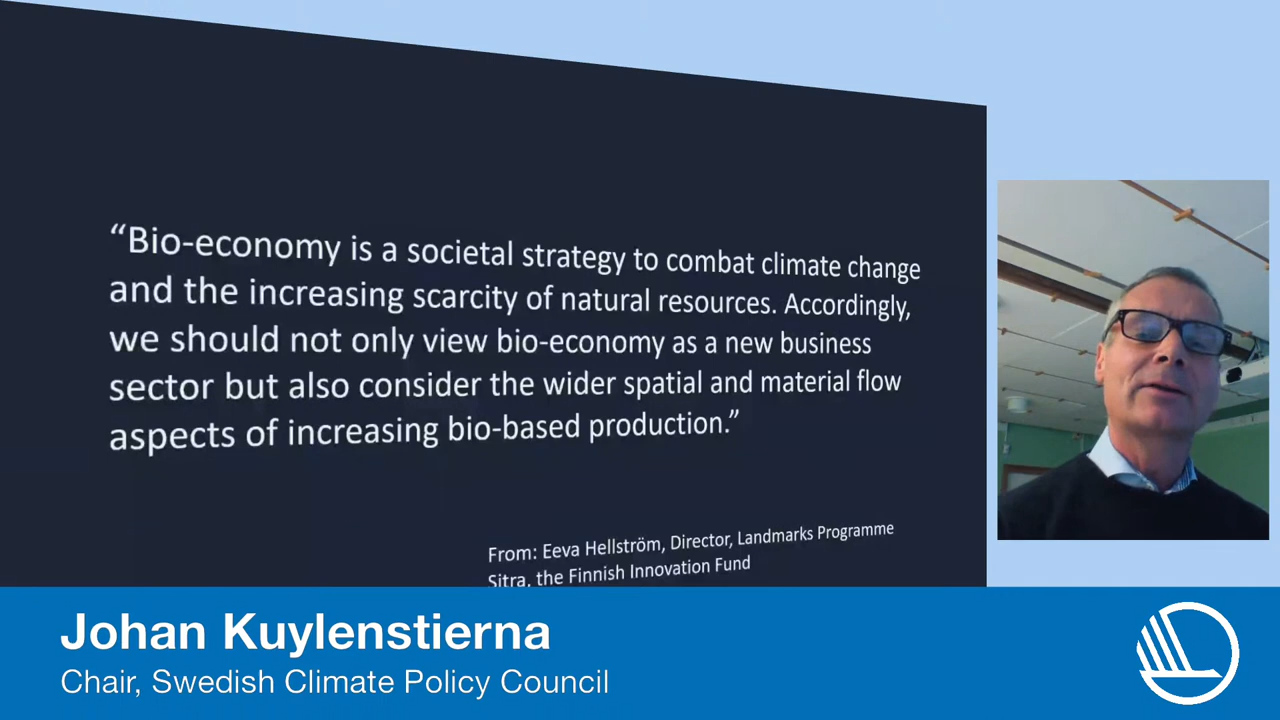 “Bio-economy is a societal strategy to combat climate change
and the increasing scarcity of natural resources. Accordingly,
we should not only view bio-economy as a new business
sector but also consider the wider spatial and material flow
aspects of increasing bio-based production.”
From: Eeva Hellström, Director, Landmarks Programme
Sitra, the Finnish Innovation Fund
Johan Kuylenstierna
Chair, Swedish Climate Policy Council